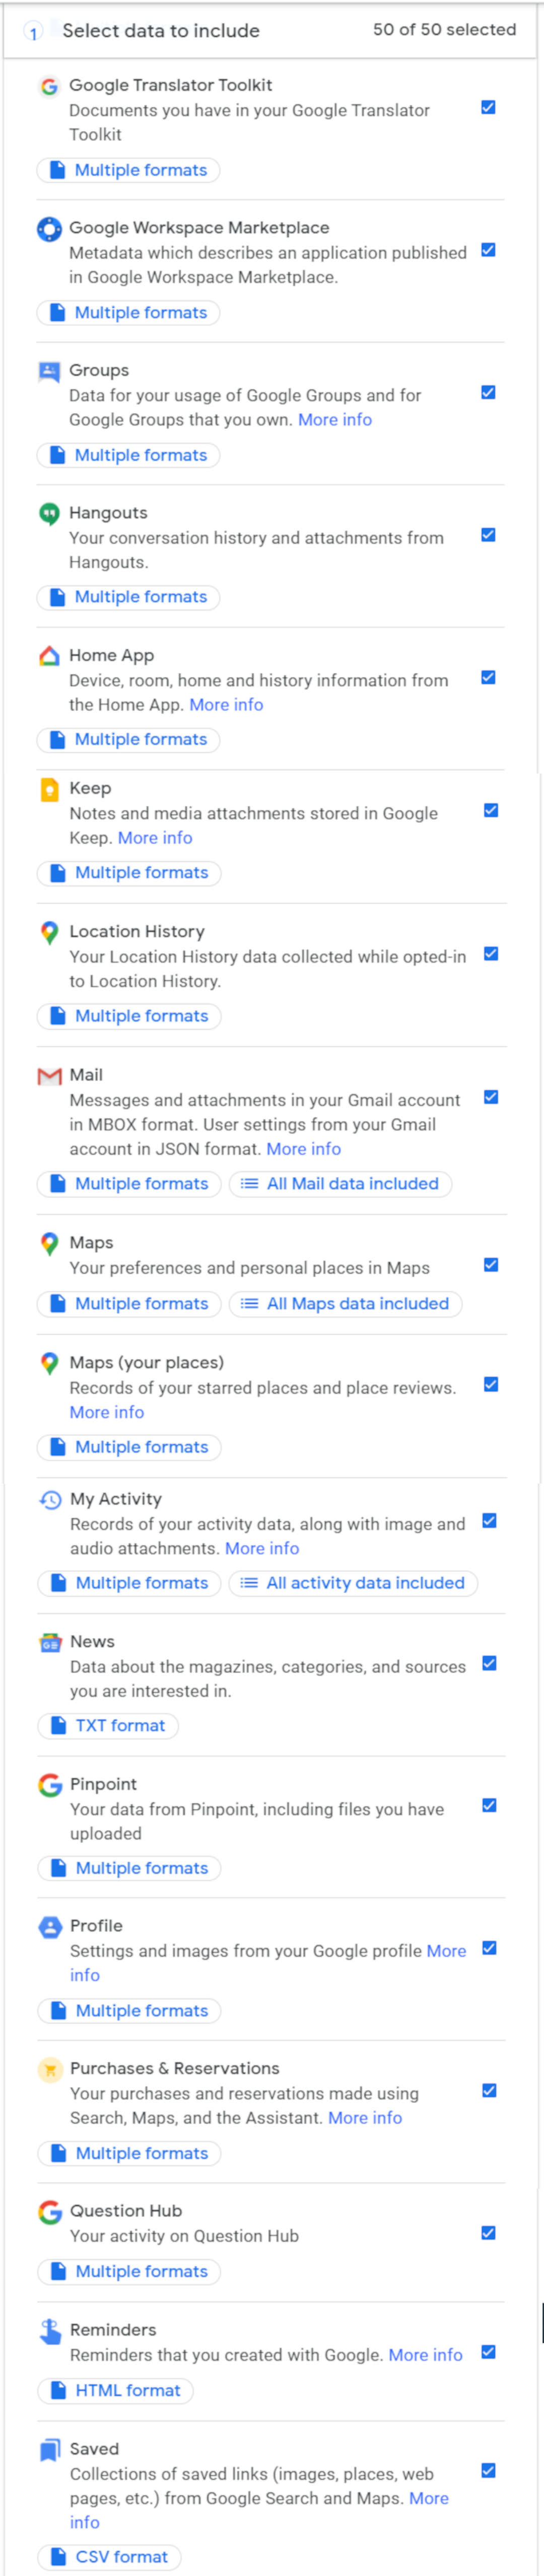 1 Select data to include 50 of 50 selected
Google Translator Toolkit
Documents you have in your Google Translator
Toolkit
Multiple formats
Google Workspace Marketplace
Metadata which describes an application published
in Google Workspace Marketplace.
Multiple formats
Groups
Data for your usage of Google Groups and for
Google Groups that you own. More info
Multiple formats
Hangouts
Your conversation history and attachments from
Hangouts.
Multiple formats
Home App
Device, room, home and history information from
the Home App. More info
Multiple formats
Keep
Notes and media attachments stored in Google
Keep. More info
Multiple formats
Location History
Your Location History data collected while opted-in
to Location History.
Multiple formats
Mail
Messages and attachments in your Gmail account
in MBOX format. User settings from your Gmail
account in JSON format. More info
Multiple formats All Mail data included
Maps
Your preferences and personal places in Maps
Multiple formats All Maps data included
Maps (your places)
Records of your starred places and place reviews.
More info
Multiple formats
My Activity
Records of your activity data, along with image and
audio attachments. More info
Multiple formats All activity data included
News
Data about the magazines, categories, and sources
you are interested in.
TXT format
Pinpoint
Your data from Pinpoint, including files you have
uploaded
Multiple formats
Profile
Settings and images from your Google profile More
info
Multiple formats
Purchases & Reservations
Your purchases and reservations made using
Search, Maps, and the Assistant. More info
Multiple formats
Question Hub
Your activity on Question Hub
Multiple formats
Reminders
Reminders that you created with Google. More info
HTML format
Saved
Collections of saved links (images, places, web
pages, etc.) from Google Search and Maps. More
info
CSV format